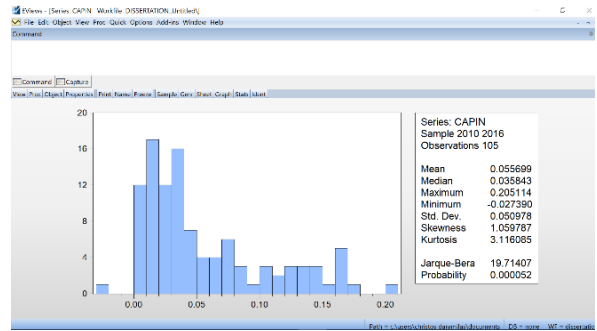 EViews - [Series: CAPIN Workfile: DISSERTATION::Untitled\]
File Edit Object View Proc Quick Options Add-ins Window Help
Command
Command Capture
View Proc Object Properties Print Name Freeze Sample Genr Sheet Graph Stats Ident
20
16
12
8
4
0
0.00 0.05 0.10 0.15 0.20
Series: CAPIN
Sample 2010 2016
Observations 105
Mean 0.055699
Median 0.035843
Maximum 0.205114
Minimum -0.027390
Std. Dev. 0.050978
Skewness 1.059787
Kurtosis 3.116085
Jarque-Bera 19.71407
Probability 0.000052
DB = none WF = dissertation